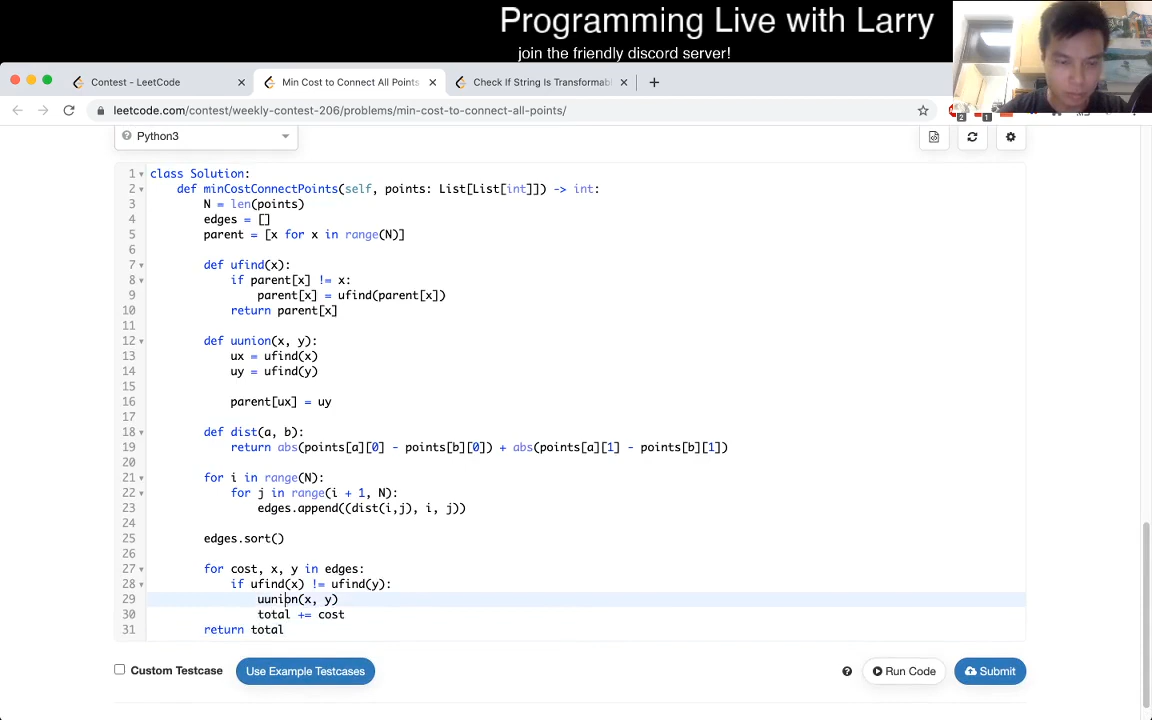 Programming Live with Larry
join the friendly discord server!
Contest - LeetCode
Min Cost to Connect All Points
Check If String Is Transformabl
leetcode.com/contest/weekly-contest-206/problems/min-cost-to-connect-all-points/
2
1
Python3
1 class Solution:
2 def minCostConnectPoints(self, points: List[List[int]]) -> int:
3 N = len(points)
4 edges = []
5 parent = [x for x in range(N)]
6
7 def ufind(x):
8 if parent[x] != x:
9 parent[x] = ufind(parent[x])
10 return parent[x]
11
12 def uunion(x, y):
13 ux = ufind(x)
14 uy = ufind(y)
15
16 parent[ux] = uy
17
18 def dist(a, b):
19 return abs(points[a][0] - points[b][0]) + abs(points[a][1] - points[b][1])
20
21 for i in range(N):
22 for j in range(i + 1, N):
23 edges.append((dist(i,j), i, j))
24
25 edges.sort()
26
27 for cost, x, y in edges:
28 if ufind(x) != ufind(y):
29 uunion(x, y)
30 total += cost
31 return total
Custom Testcase
Use Example Testcases
Run Code
Submit